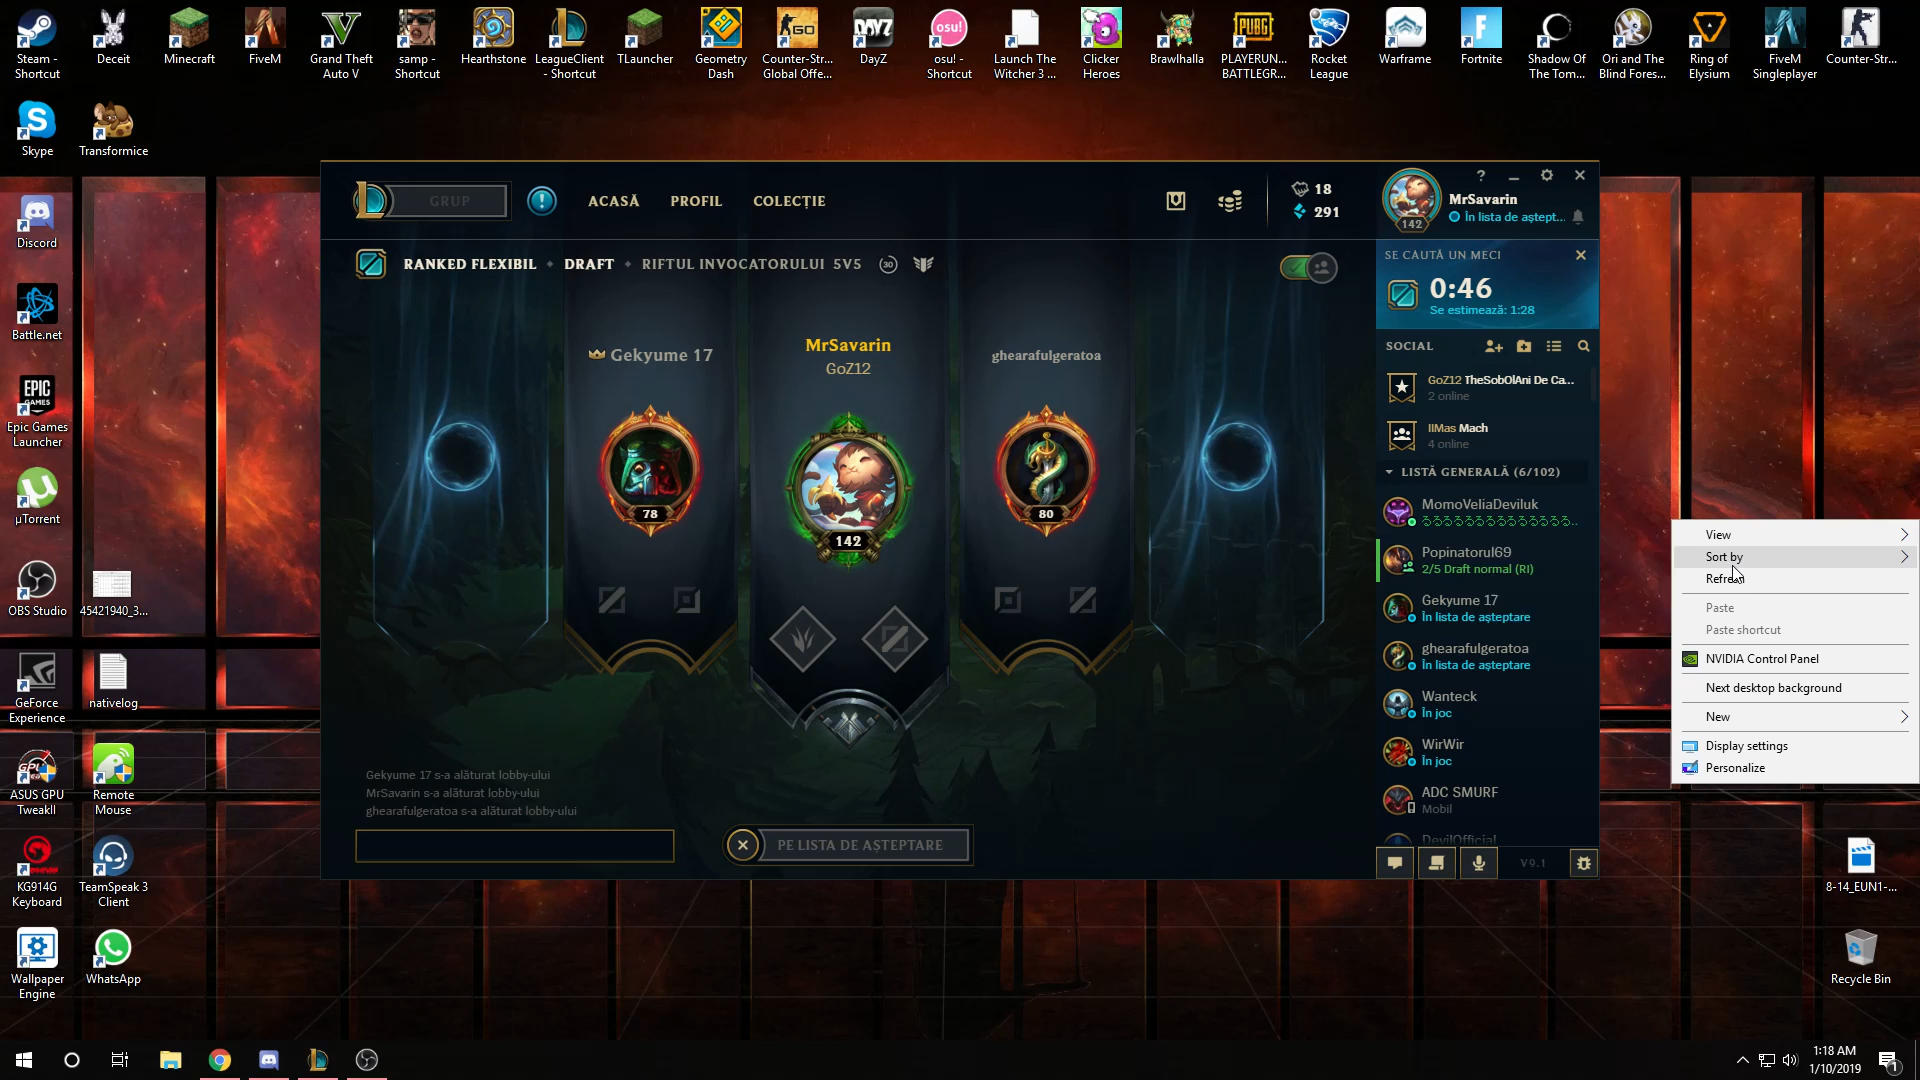 Steam -
Shortcut
Deceit
Minecraft
FiveM
Grand Theft
Auto V
samp -
Shortcut
Hearthstone
LeagueClient
- Shortcut
TLauncher
Geometry
Dash
Counter-Str...
Global Offe...
DayZ
osu! -
Shortcut
Launch The
Witcher 3 ...
Clicker
Heroes
Brawlhalla
PLAYERUN...
BATTLEGR...
Rocket
League
Warframe
Fortnite
Shadow Of
The Tom...
Ori and The
Blind Fores...
Ring of
Elysium
FiveM
Singleplayer
Counter-Str...
Skype
Transformice
Discord
Battle.net
Epic Games
Launcher
µTorrent
OBS Studio
45421940_3...
GeForce
Experience
nativelog
ASUS GPU
TweakII
Remote
Mouse
KG914G
Keyboard
TeamSpeak 3
Client
Wallpaper
Engine
WhatsApp
GRUP
ACASĂ
PROFIL
COLECȚIE
18
291
142
MrSavarin
În lista de aștept...
RANKED FLEXIBIL • DRAFT • RIFTUL INVOCATORULUI 5V5
30
SE CAUTĂ UN MECI
0:46
Se estimează: 1:28
Gekyume 17
78
MrSavarin
GoZ12
142
ghearafulgeratoa
80
SOCIAL
GoZ12 TheSobOlAni De Ca...
2 online
IIMas Mach
4 online
LISTĂ GENERALĂ (6/102)
MomoVeliaDeviluk
Popinatorul69
2/5 Draft normal (RI)
Gekyume 17
În lista de așteptare
ghearafulgeratoa
În lista de așteptare
Wanteck
În joc
WirWir
În joc
ADC SMURF
Mobil
DevilOfficial
V9.1
Gekyume 17 s-a alăturat lobby-ului
MrSavarin s-a alăturat lobby-ului
ghearafulgeratoa s-a alăturat lobby-ului
PE LISTA DE AȘTEPTARE
View
Sort by
Refresh
Paste
Paste shortcut
NVIDIA Control Panel
Next desktop background
New
Display settings
Personalize
8-14_EUN1-...
Recycle Bin
1:18 AM
1/10/2019
1